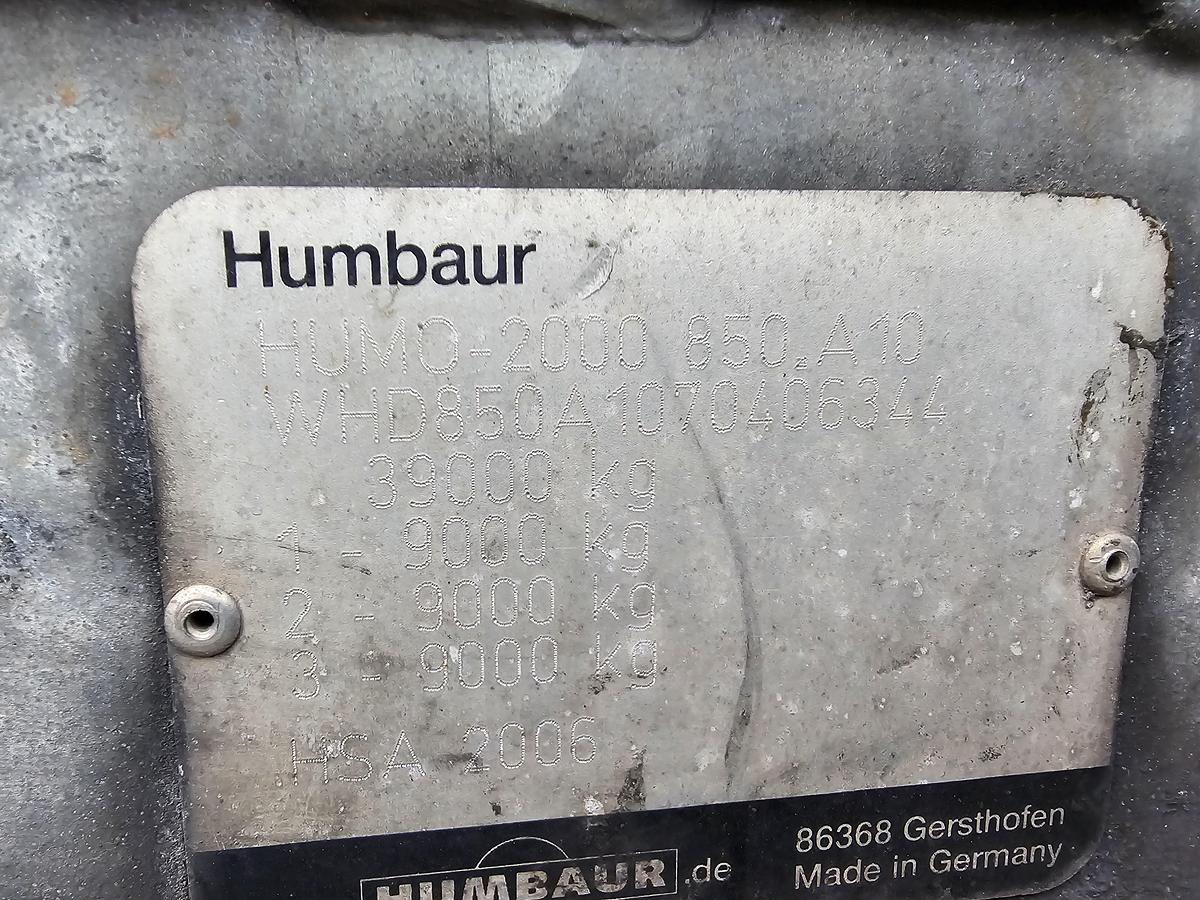 Humbaur
HUMO-2000 850.A10
WHD850A1070406344
39000 kg
1 - 9000 kg
2 - 9000 kg
3 - 9000 kg
HSA 2006
86368 Gersthofen
HUMBAUR.de
Made in Germany